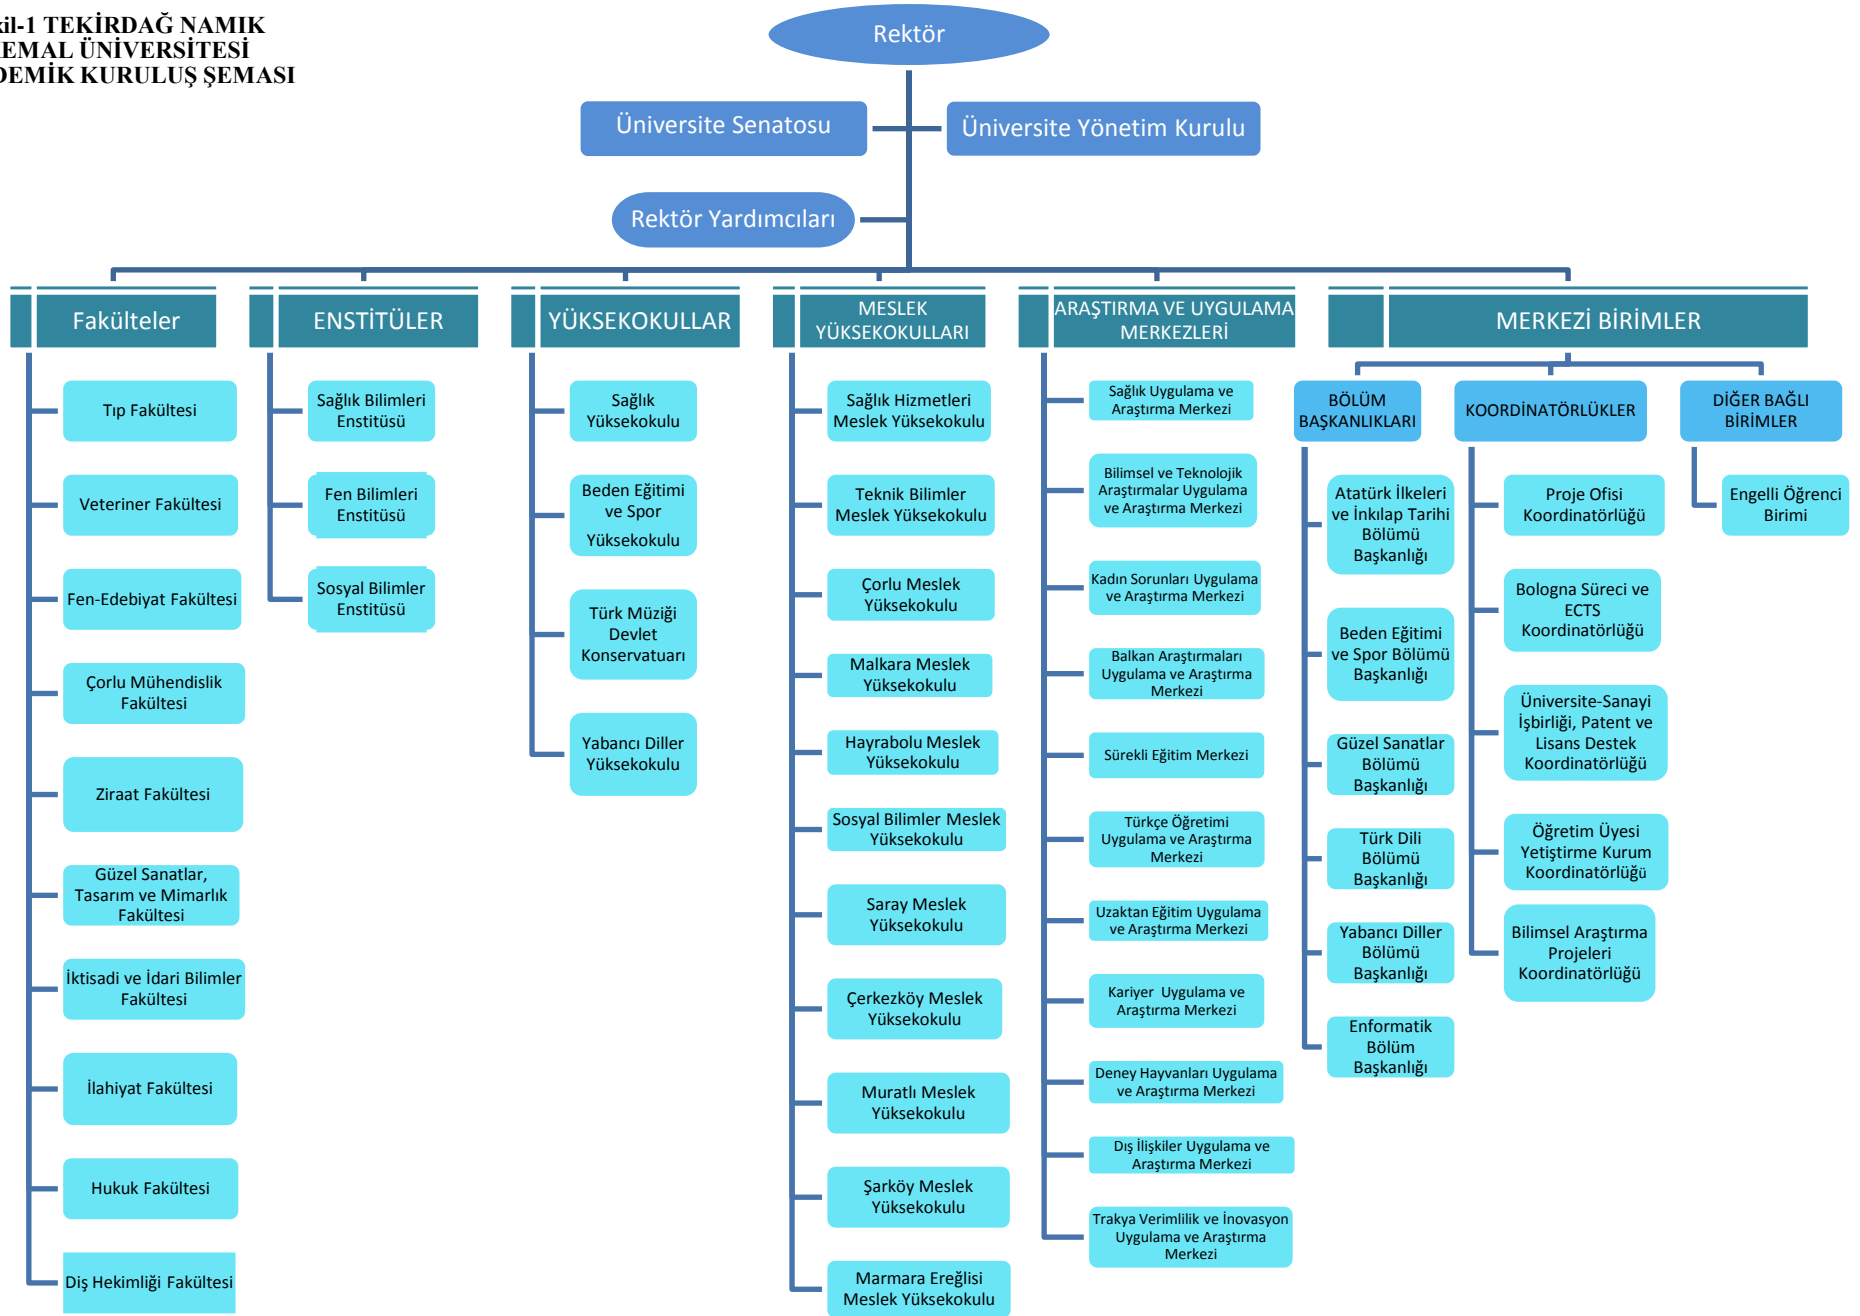 kil-1 TEKİRDAĞ NAMIK
KEMAL ÜNİVERSİTESİ
DEMİK KURULUŞ ŞEMASI
Rektör
Üniversite Senatosu
Üniversite Yönetim Kurulu
Rektör Yardımcıları
Fakülteler
Tıp Fakültesi
Veteriner Fakültesi
Fen-Edebiyat Fakültesi
Çorlu Mühendislik
Fakültesi
Ziraat Fakültesi
Güzel Sanatlar,
Tasarım ve Mimarlık
Fakültesi
İktisadi ve İdari Bilimler
Fakültesi
İlahiyat Fakültesi
Hukuk Fakültesi
Diş Hekimliği Fakültesi
ENSTİTÜLER
Sağlık Bilimleri
Enstitüsü
Fen Bilimleri
Enstitüsü
Sosyal Bilimler
Enstitüsü
YÜKSEKOKULLAR
Sağlık
Yüksekokulu
Beden Eğitimi
ve Spor
Yüksekokulu
Türk Müziği
Devlet
Konservatuarı
Yabancı Diller
Yüksekokulu
MESLEK
YÜKSEKOKULLARI
Sağlık Hizmetleri
Meslek Yüksekokulu
Teknik Bilimler
Meslek Yüksekokulu
Çorlu Meslek
Yüksekokulu
Malkara Meslek
Yüksekokulu
Hayrabolu Meslek
Yüksekokulu
Sosyal Bilimler Meslek
Yüksekokulu
Saray Meslek
Yüksekokulu
Çerkezköy Meslek
Yüksekokulu
Muratlı Meslek
Yüksekokulu
Şarköy Meslek
Yüksekokulu
Marmara Ereğlisi
Meslek Yüksekokulu
ARAŞTIRMA VE UYGULAMA
MERKEZLERİ
Sağlık Uygulama ve
Araştırma Merkezi
Bilimsel ve Teknolojik
Araştırmalar Uygulama
ve Araştırma Merkezi
Kadın Sorunları Uygulama
ve Araştırma Merkezi
Balkan Araştırmaları
Uygulama ve Araştırma
Merkezi
Sürekli Eğitim Merkezi
Türkçe Öğretimi
Uygulama ve Araştırma
Merkezi
Uzaktan Eğitim Uygulama
ve Araştırma Merkezi
Kariyer Uygulama ve
Araştırma Merkezi
Deney Hayvanları Uygulama
ve Araştırma Merkezi
Dış İlişkiler Uygulama ve
Araştırma Merkezi
Trakya Verimlilik ve İnovasyon
Uygulama ve Araştırma
Merkezi
MERKEZİ BİRİMLER
BÖLÜM
BAŞKANLIKLARI
Atatürk İlkeleri
ve İnkılap Tarihi
Bölümü
Başkanlığı
Beden Eğitimi
ve Spor Bölümü
Başkanlığı
Güzel Sanatlar
Bölümü
Başkanlığı
Türk Dili
Bölümü
Başkanlığı
Yabancı Diller
Bölümü
Başkanlığı
Enformatik
Bölüm
Başkanlığı
KOORDİNATÖRLÜKLER
Proje Ofisi
Koordinatörlüğü
Bologna Süreci ve
ECTS
Koordinatörlüğü
Üniversite-Sanayi
İşbirliği, Patent ve
Lisans Destek
Koordinatörlüğü
Öğretim Üyesi
Yetiştirme Kurum
Koordinatörlüğü
Bilimsel Araştırma
Projeleri
Koordinatörlüğü
DİĞER BAĞLI
BİRİMLER
Engelli Öğrenci
Birimi